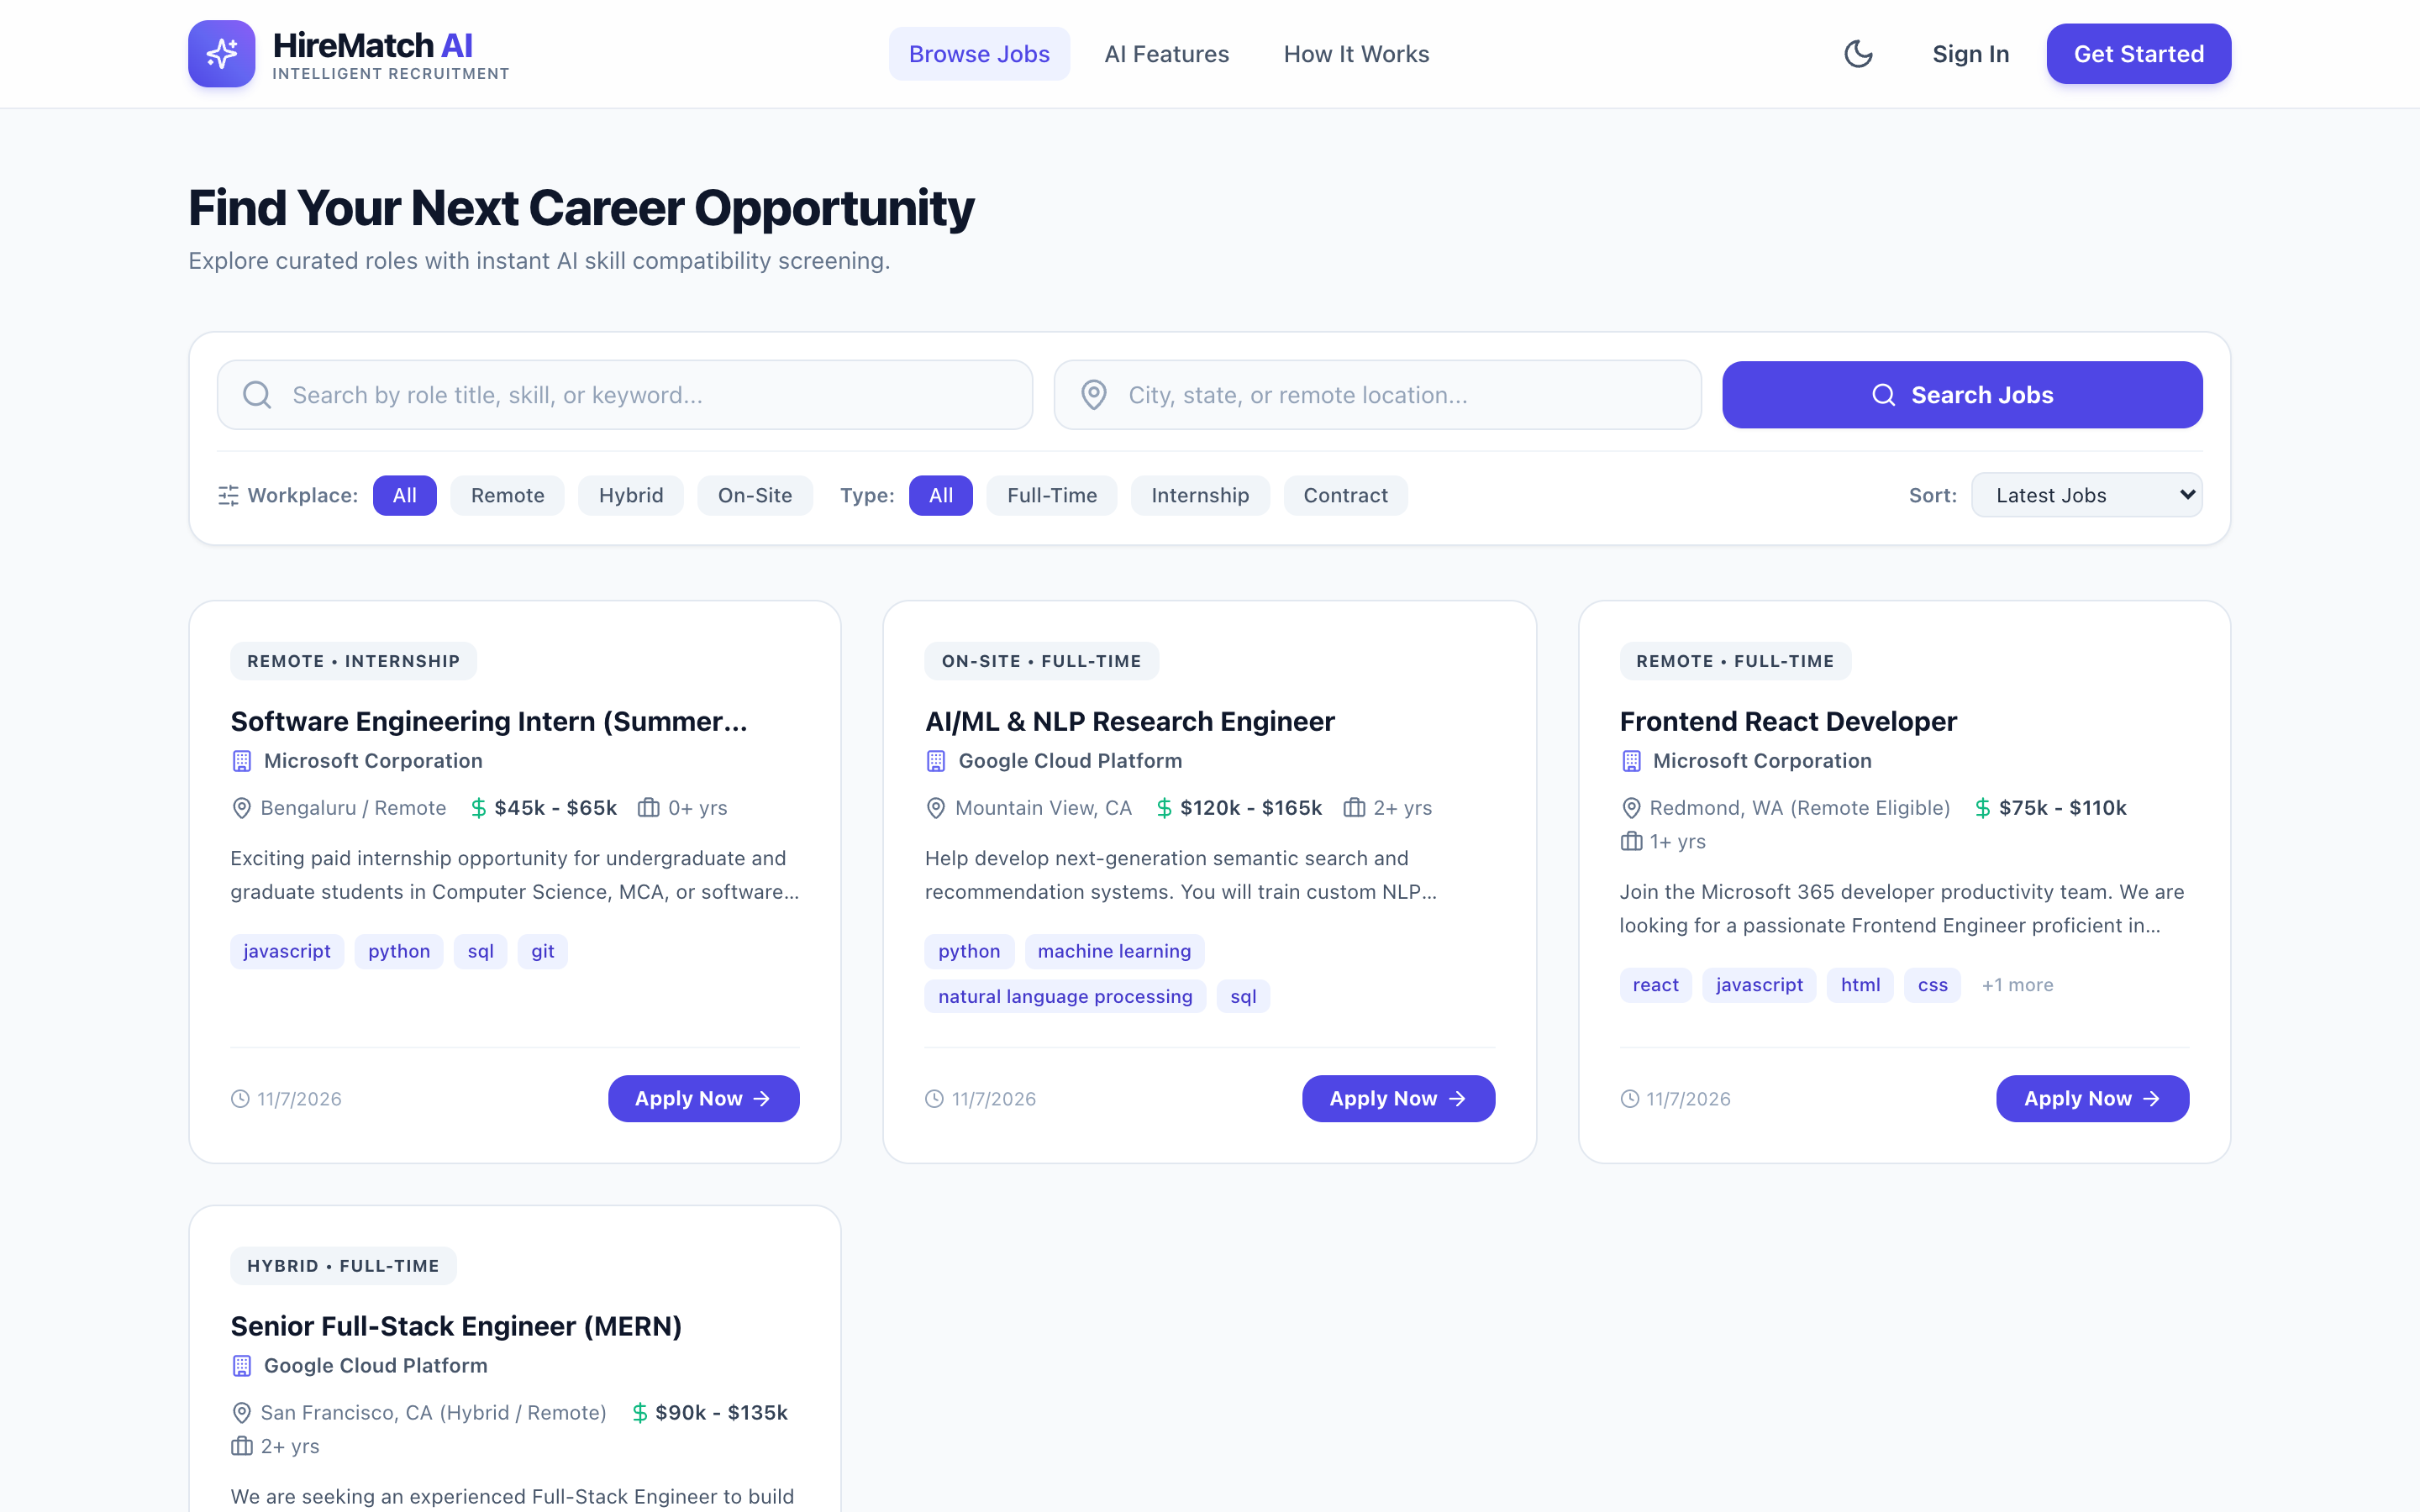 HireMatch AI
INTELLIGENT RECRUITMENT
Browse Jobs
AI Features
How It Works
Sign In
Get Started
Find Your Next Career Opportunity
Explore curated roles with instant AI skill compatibility screening.
Search by role title, skill, or keyword...
City, state, or remote location...
Search Jobs
Workplace: All Remote Hybrid On-Site Type: All Full-Time Internship Contract
Sort: Latest Jobs
REMOTE • INTERNSHIP
Software Engineering Intern (Summer...
Microsoft Corporation
Bengaluru / Remote $45k - $65k 0+ yrs
Exciting paid internship opportunity for undergraduate and
graduate students in Computer Science, MCA, or software...
javascript python sql git
11/7/2026
Apply Now
ON-SITE • FULL-TIME
AI/ML & NLP Research Engineer
Google Cloud Platform
Mountain View, CA $120k - $165k 2+ yrs
Help develop next-generation semantic search and
recommendation systems. You will train custom NLP...
python machine learning
natural language processing sql
11/7/2026
Apply Now
REMOTE • FULL-TIME
Frontend React Developer
Microsoft Corporation
Redmond, WA (Remote Eligible) $75k - $110k
1+ yrs
Join the Microsoft 365 developer productivity team. We are
looking for a passionate Frontend Engineer proficient in...
react javascript html css +1 more
11/7/2026
Apply Now
HYBRID • FULL-TIME
Senior Full-Stack Engineer (MERN)
Google Cloud Platform
San Francisco, CA (Hybrid / Remote) $90k - $135k
2+ yrs
We are seeking an experienced Full-Stack Engineer to build